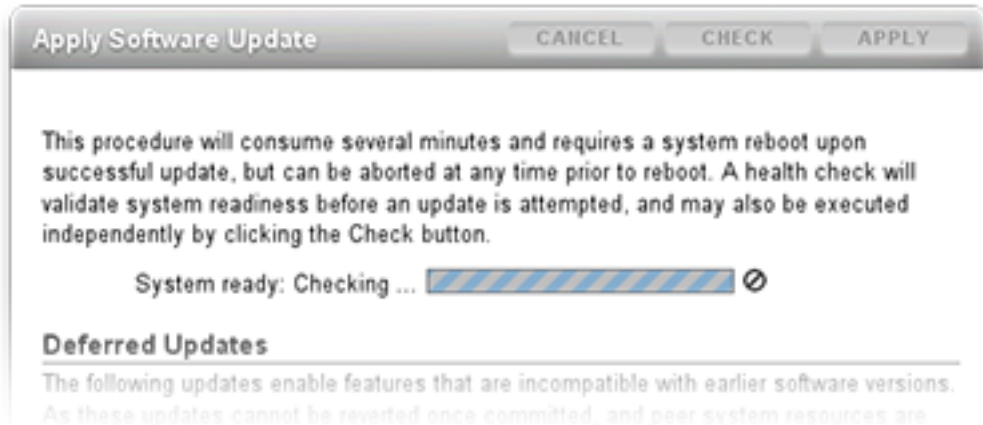 Apply Software Update CANCEL CHECK APPLY
This procedure will consume several minutes and requires a system reboot upon
successful update, but can be aborted at any time prior to reboot. A health check will
validate system readiness before an update is attempted, and may also be executed
independently by clicking the Check button.
System ready: Checking ...
Deferred Updates
The following updates enable features that are incompatible with earlier software versions.
As these updates cannot be reverted once committed, and peer system resources are